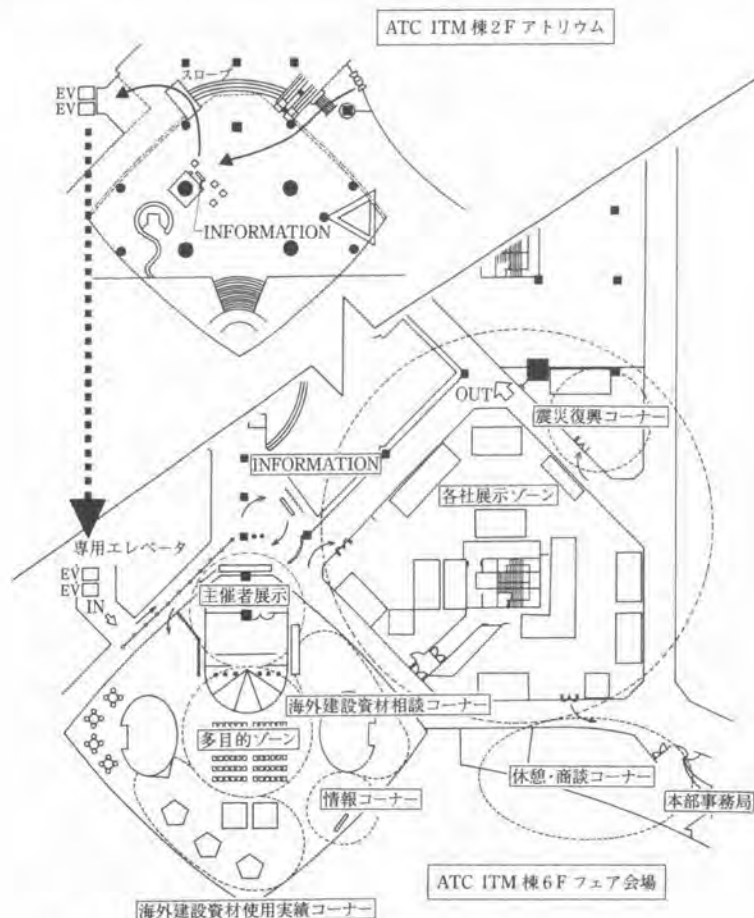 ATC ITM棟2Fアトリウム
スロープ
EV
EV
INFORMATION
OUT
震災復興コーナー
INFORMATION
各社展示ゾーン
専用エレベータ
EV
EV
IN
主催者展示
海外建設資材相談コーナー
多目的ゾーン
休憩・商談コーナー
情報コーナー
本部事務局
ATC ITM棟6Fフェア会場
海外建設資材使用実績コーナー